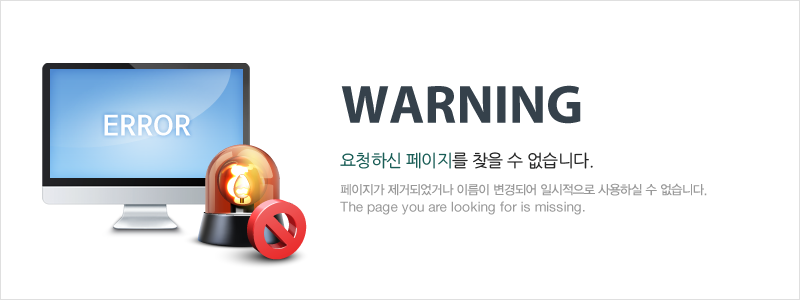 ERROR
WARNING
요청하신 페이지를 찾을 수 없습니다.
페이지가 제거되었거나 이름이 변경되어 일시적으로 사용하실 수 없습니다.
The page you are looking for is missing.